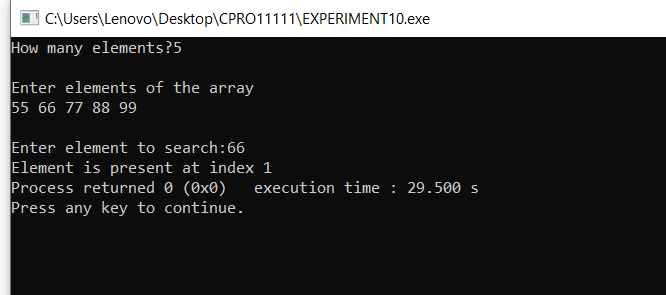 C:\Users\Lenovo\Desktop\CPRO11111\EXPERIMENT10.exe
How many elements?5
Enter elements of the array
55 66 77 88 99
Enter element to search:66
Element is present at index 1
Process returned 0 (0x0)   execution time : 29.500 s
Press any key to continue.